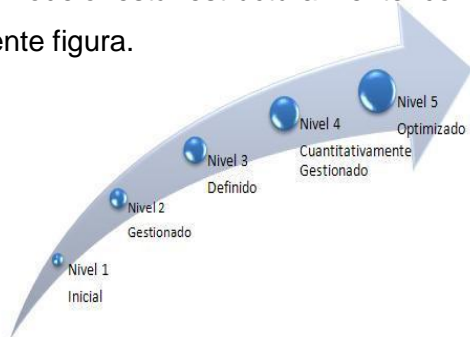 ente figura.
Nivel 5
Optimizado
Nivel 4
Cuantitativamente
Gestionado
Nivel 3
Definido
Nivel 2
Gestionado
Nivel 1
Inicial